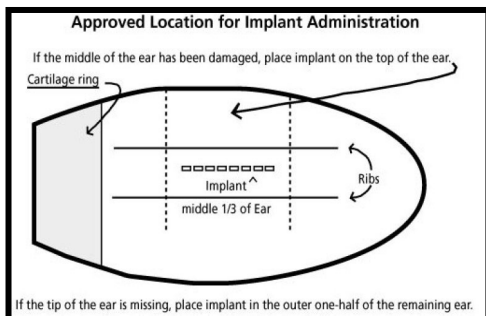 Approved Location for Implant Administration
If the middle of the ear has been damaged, place implant on the top of the ear.
Cartilage ring
Implant ^
Ribs
middle 1/3 of Ear
If the tip of the ear is missing, place implant in the outer one-half of the remaining ear.